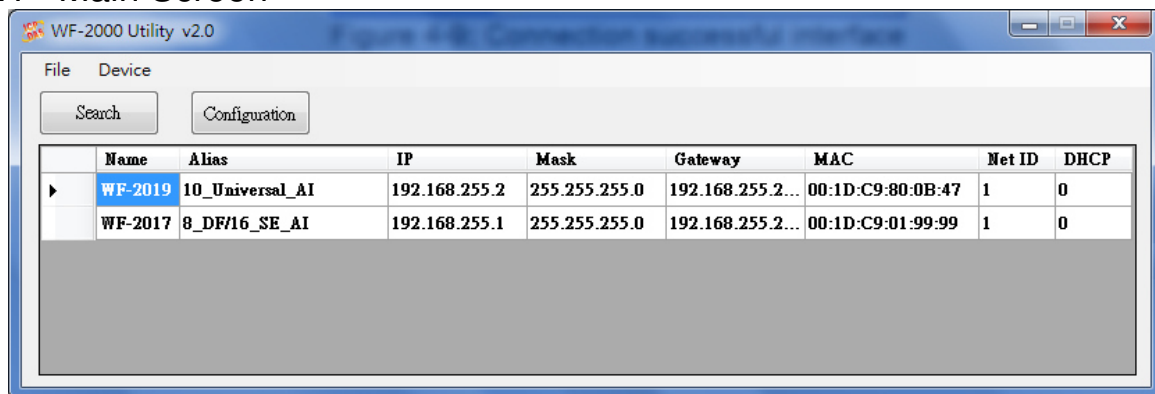 Main Screen
WF-2000 Utility v2.0
Figure 4-9: Connection successful interface
File Device
Search Configuration
Name Alias IP Mask Gateway MAC Net ID DHCP
WF-2019 10_Universal_AI 192.168.255.2 255.255.255.0 192.168.255.2... 00:1D:C9:80:0B:47 1 0
WF-2017 8_DF/16_SE_AI 192.168.255.1 255.255.255.0 192.168.255.2... 00:1D:C9:01:99:99 1 0